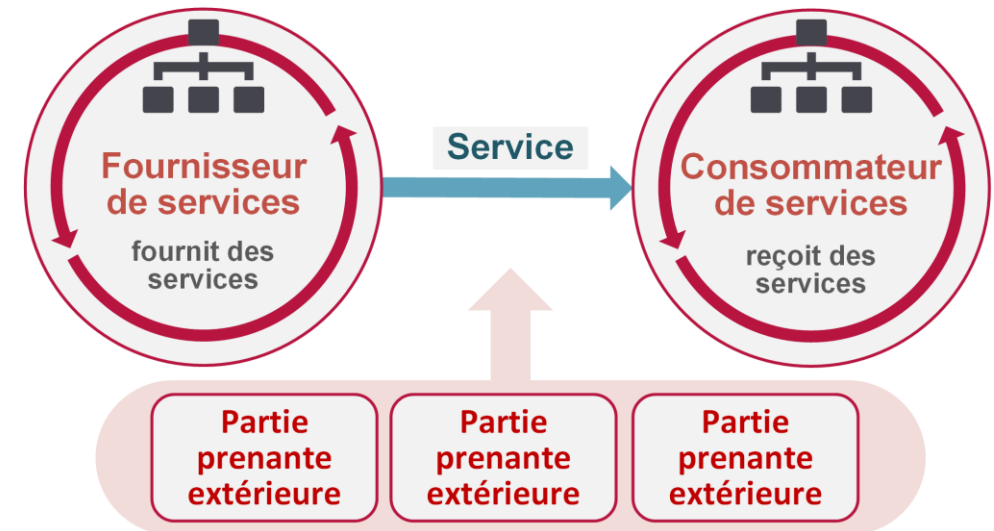 Fournisseur
de services
fournit des
services
Service
Consommateur
de services
reçoit des
services
Partie
prenante
extérieure
Partie
prenante
extérieure
Partie
prenante
extérieure